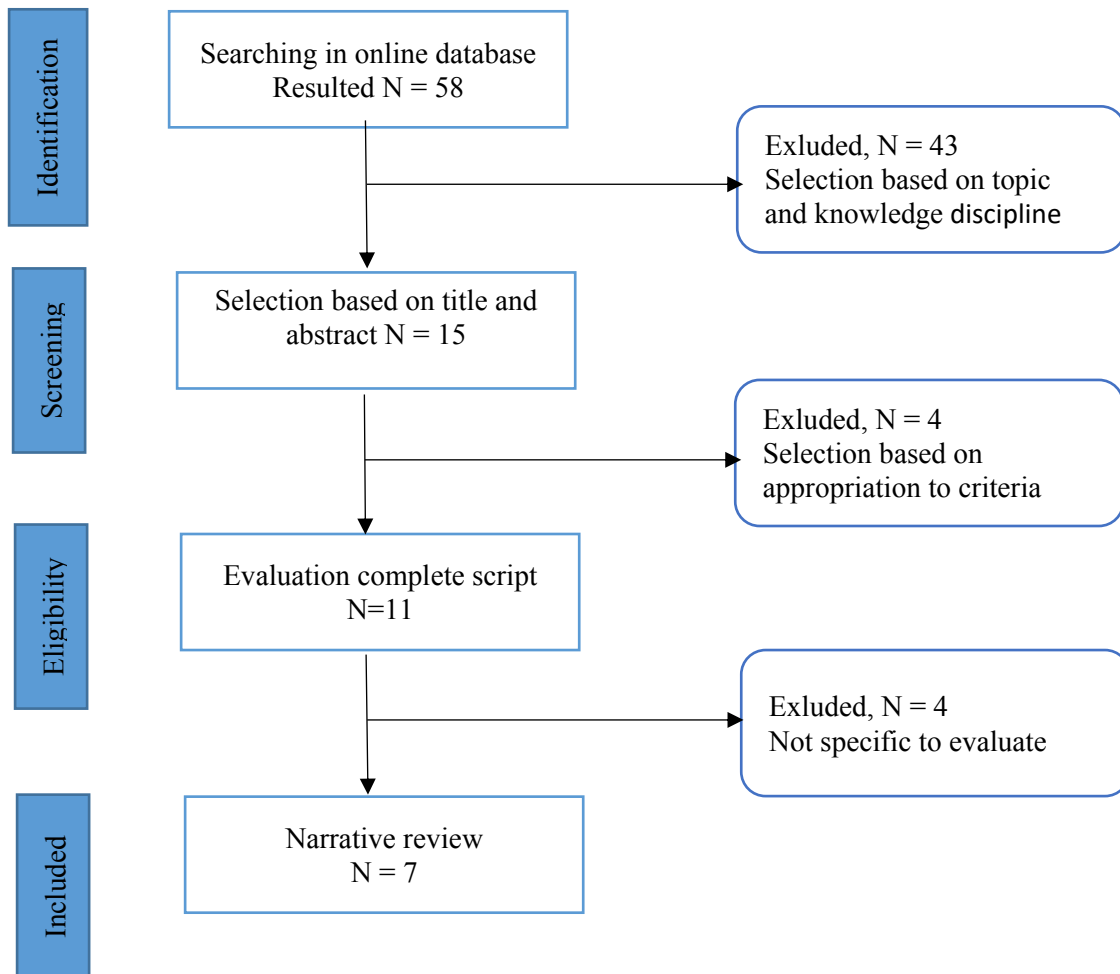 Identification
Searching in online database
Resulted N = 58
Exluded, N = 43
Selection based on topic
and knowledge discipline
Screening
Selection based on title and
abstract N = 15
Exluded, N = 4
Selection based on
appropriation to criteria
Eligibility
Evaluation complete script
N=11
Exluded, N = 4
Not specific to evaluate
Included
Narrative review
N = 7